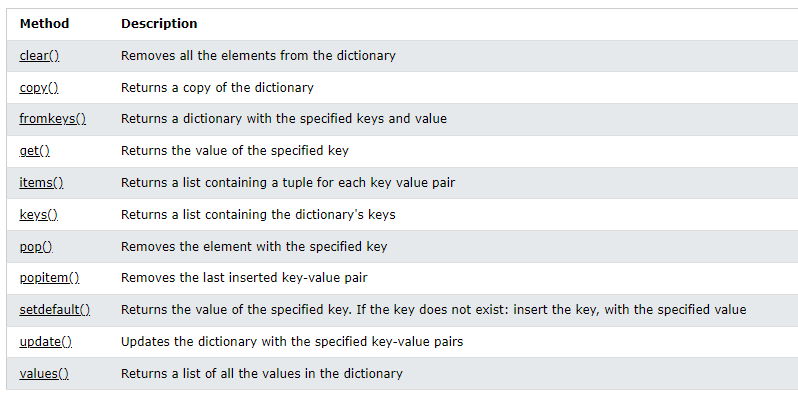 Method Description
clear() Removes all the elements from the dictionary
copy() Returns a copy of the dictionary
fromkeys() Returns a dictionary with the specified keys and value
get() Returns the value of the specified key
items() Returns a list containing a tuple for each key value pair
keys() Returns a list containing the dictionary's keys
pop() Removes the element with the specified key
popitem() Removes the last inserted key-value pair
setdefault() Returns the value of the specified key. If the key does not exist: insert the key, with the specified value
update() Updates the dictionary with the specified key-value pairs
values() Returns a list of all the values in the dictionary